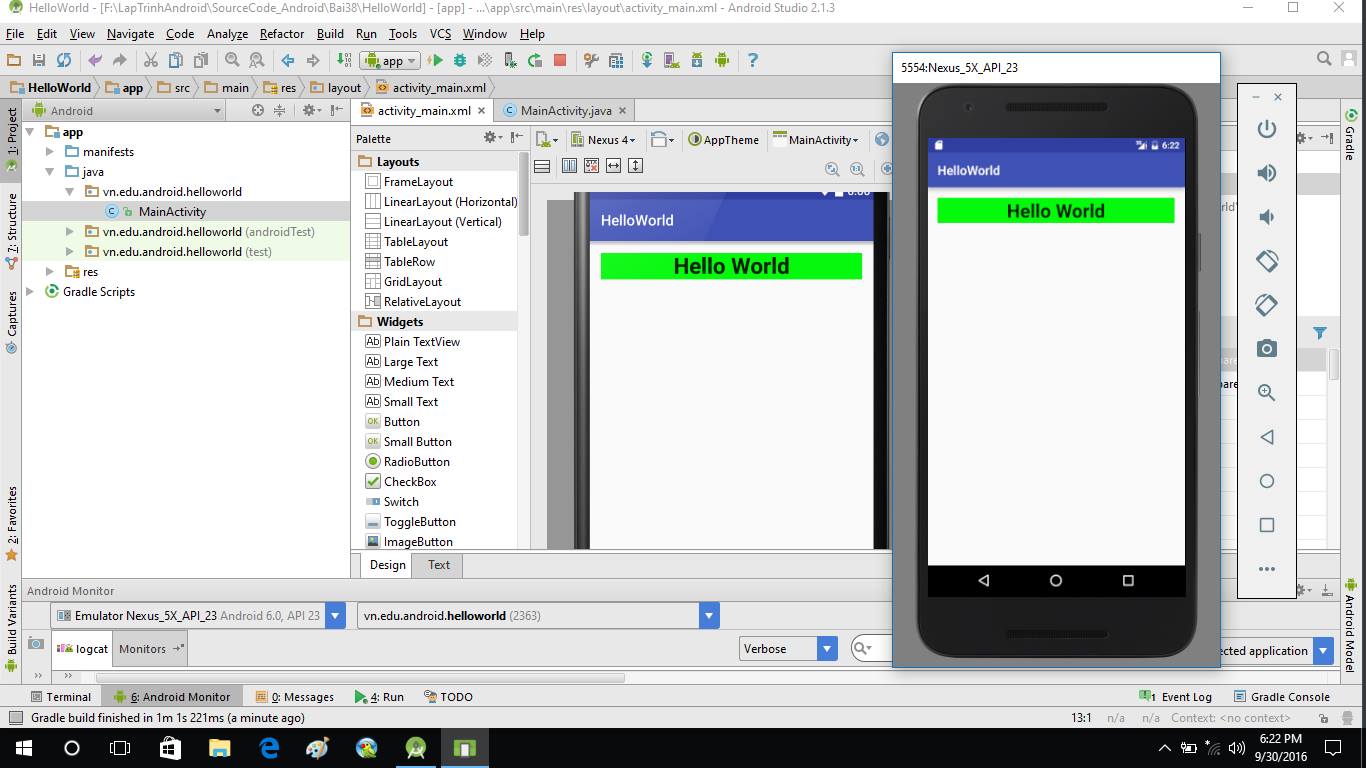 HelloWorld - [F:\LapTrinhAndroid\SourceCode_Android\Bai38\HelloWorld] - [app] - ...\app\src\main\res\layout\activity_main.xml - Android Studio 2.1.3
File Edit View Navigate Code Analyze Refactor Build Run Tools VCS Window Help
app
HelloWorld app src main res layout activity_main.xml
1: Project
7: Structure
Captures
2: Favorites
Build Variants
Android
app
manifests
java
vn.edu.android.helloworld
MainActivity
vn.edu.android.helloworld (androidTest)
vn.edu.android.helloworld (test)
res
Gradle Scripts
activity_main.xml MainActivity.java
Palette
Layouts
FrameLayout
LinearLayout (Horizontal)
LinearLayout (Vertical)
TableLayout
TableRow
GridLayout
RelativeLayout
Widgets
Ab Plain TextView
Ab Large Text
Ab Medium Text
Ab Small Text
OK Button
OK Small Button
RadioButton
CheckBox
Switch
ToggleButton
ImageButton
Design Text
Nexus 4 AppTheme MainActivity
HelloWorld
Hello World
5554:Nexus_5X_API_23
6:22
HelloWorld
Hello World
Gradle
Android Model
Android Monitor
Emulator Nexus_5X_API_23 Android 6.0, API 23
vn.edu.android.helloworld (2363)
logcat Monitors
Verbose
ected application
Terminal 6: Android Monitor 0: Messages 4: Run TODO
1 Event Log Gradle Console
Gradle build finished in 1m 1s 221ms (a minute ago)
13:1 n/a n/a Context: <no context>
6:22 PM
9/30/2016